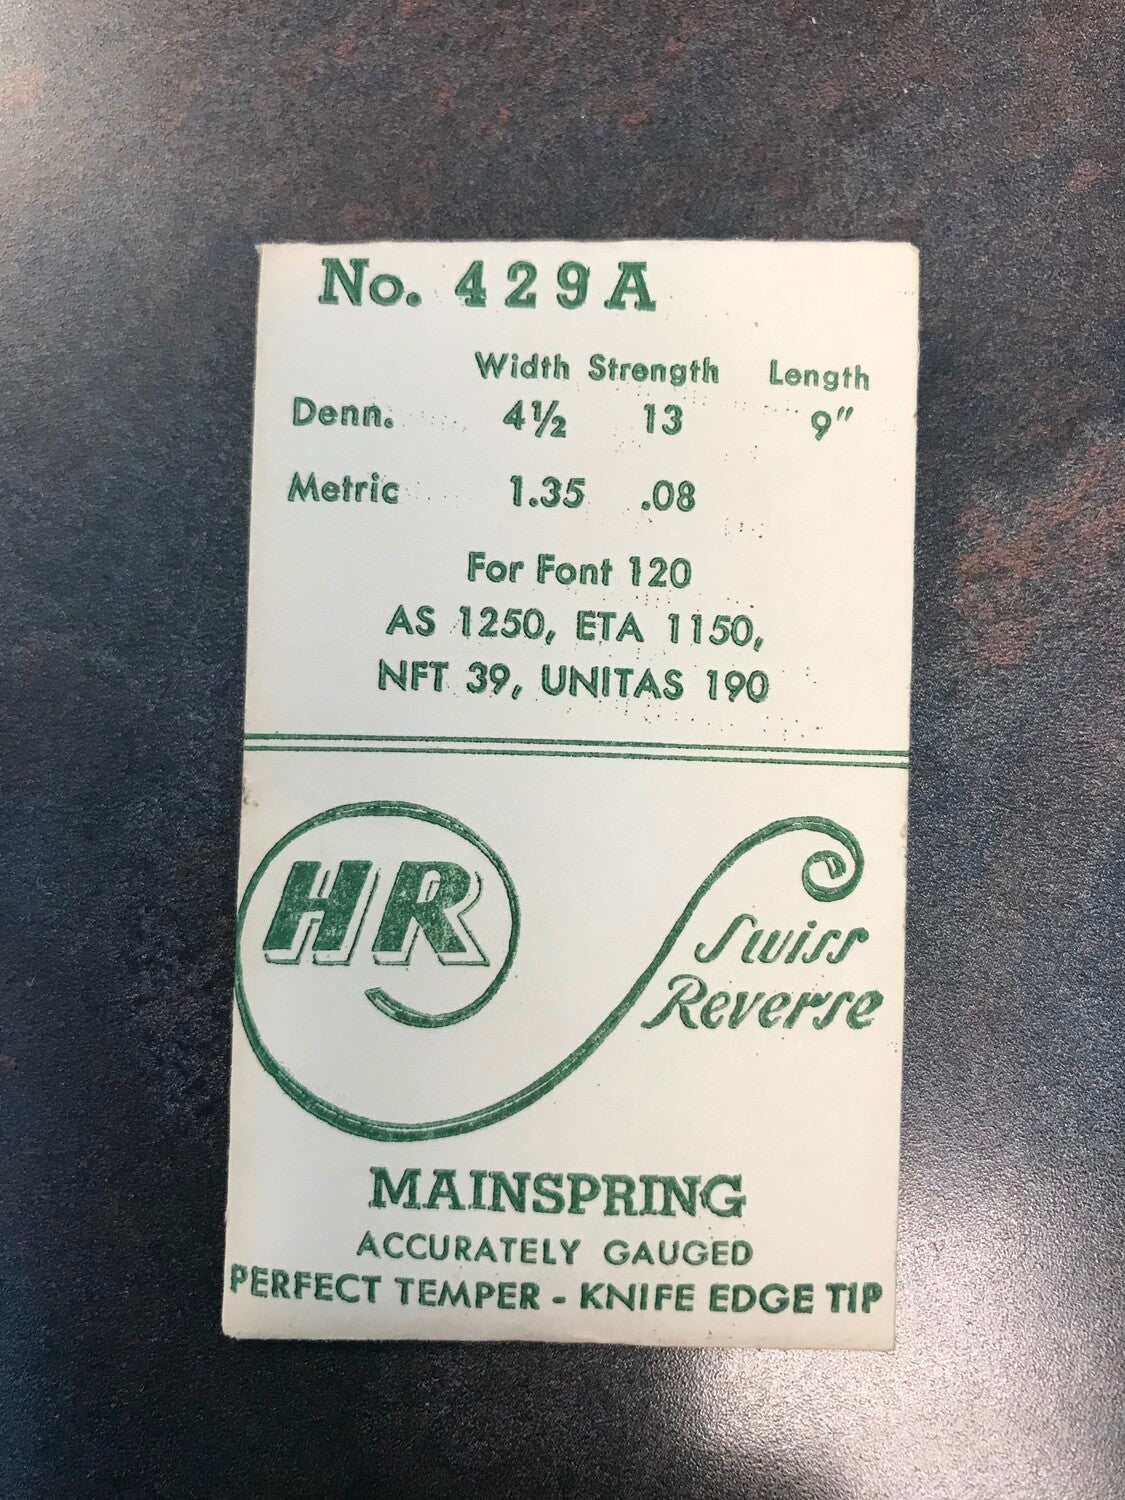 No. 429A
Width Strength Length
Denn. 4½ 13 9"
Metric 1.35 .08
For Font 120
AS 1250, ETA 1150,
NFT 39, UNITAS 190
HR
Swiss
Reverse
MAINSPRING
ACCURATELY GAUGED
PERFECT TEMPER - KNIFE EDGE TIP